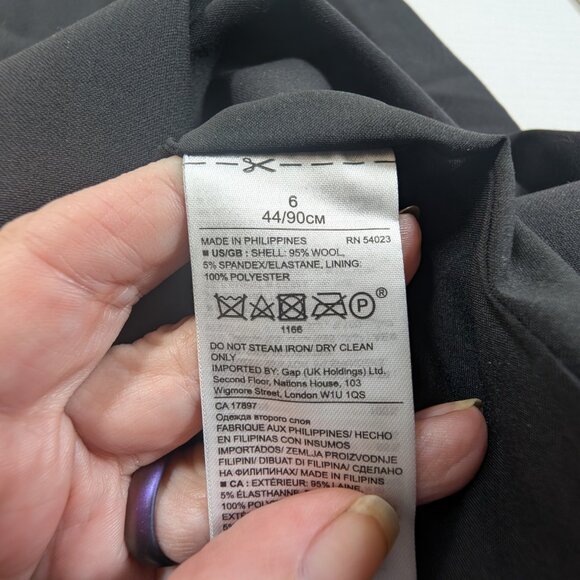 6
44/90CM
MADE IN PHILIPPINES RN 54023
■ US/GB : SHELL: 95% WOOL,
5% SPANDEX/ELASTANE, LINING:
100% POLYESTER
P®
1166
DO NOT STEAM IRON/ DRY CLEAN
ONLY
IMPORTED BY: Gap (UK Holdings) Ltd.
Second Floor, Nations House, 103
Wigmore Street, London W1U 1QS
CA 17897
Одежда второго слоя
FABRIQUE AUX PHILIPPINES/ HECHO
EN FILIPINAS CON INSUMOS
IMPORTADOS/ ZEMLJA PROIZVODNJE
FILIPINI/ DIBUAT DI FILIPINA/ СДЕЛАНО
НА ФИЛИПИНАХ/ MADE IN
■ CA : EXTÉRIEUR: 95% LAINE,
5% ÉLASTHANNE,
100%